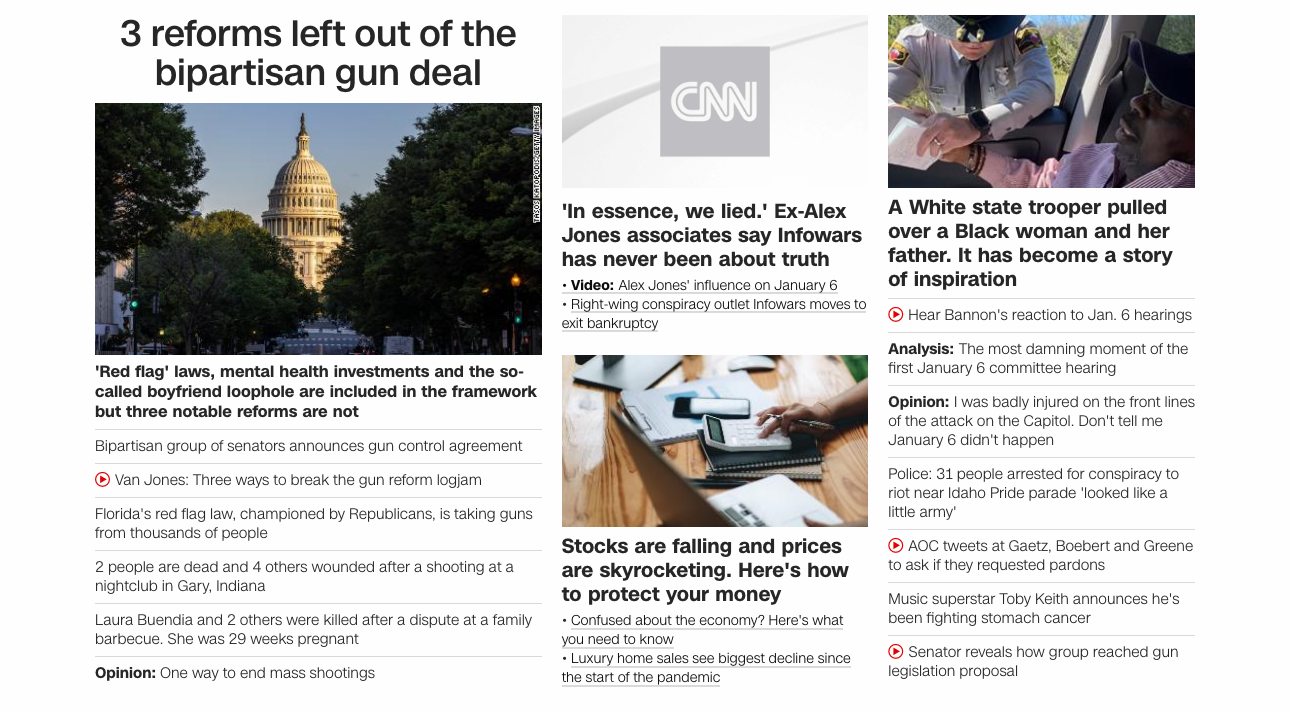 3 reforms left out of the
bipartisan gun deal
TASOS KATOPODIS/GETTY IMAGES
'Red flag' laws, mental health investments and the so-
called boyfriend loophole are included in the framework
but three notable reforms are not
Bipartisan group of senators announces gun control agreement
Van Jones: Three ways to break the gun reform logjam
Florida's red flag law, championed by Republicans, is taking guns
from thousands of people
2 people are dead and 4 others wounded after a shooting at a
nightclub in Gary, Indiana
Laura Buendia and 2 others were killed after a dispute at a family
barbecue. She was 29 weeks pregnant
Opinion: One way to end mass shootings
CNN
'In essence, we lied.' Ex-Alex
Jones associates say Infowars
has never been about truth
• Video: Alex Jones' influence on January 6
• Right-wing conspiracy outlet Infowars moves to
exit bankruptcy
Stocks are falling and prices
are skyrocketing. Here's how
to protect your money
• Confused about the economy? Here's what
you need to know
• Luxury home sales see biggest decline since
the start of the pandemic
A White state trooper pulled
over a Black woman and her
father. It has become a story
of inspiration
Hear Bannon's reaction to Jan. 6 hearings
Analysis: The most damning moment of the
first January 6 committee hearing
Opinion: I was badly injured on the front lines
of the attack on the Capitol. Don't tell me
January 6 didn't happen
Police: 31 people arrested for conspiracy to
riot near Idaho Pride parade 'looked like a
little army'
AOC tweets at Gaetz, Boebert and Greene
to ask if they requested pardons
Music superstar Toby Keith announces he's
been fighting stomach cancer
Senator reveals how group reached gun
legislation proposal